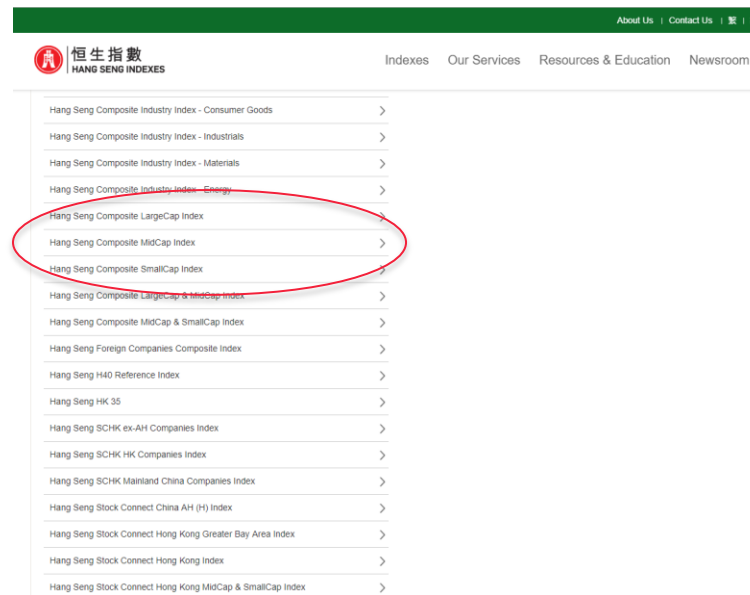 About Us | Contact Us | 繁 |
恒生指數
HANG SENG INDEXES
Indexes Our Services Resources & Education Newsroom
Hang Seng Composite Industry Index - Consumer Goods
Hang Seng Composite Industry Index - Industrials
Hang Seng Composite Industry Index - Materials
Hang Seng Composite Industry Index - Energy
Hang Seng Composite LargeCap Index
Hang Seng Composite MidCap Index
Hang Seng Composite SmallCap Index
Hang Seng Composite LargeCap & MidCap Index
Hang Seng Composite MidCap & SmallCap Index
Hang Seng Foreign Companies Composite Index
Hang Seng H40 Reference Index
Hang Seng HK 35
Hang Seng SCHK ex-AH Companies Index
Hang Seng SCHK HK Companies Index
Hang Seng SCHK Mainland China Companies Index
Hang Seng Stock Connect China AH (H) Index
Hang Seng Stock Connect Hong Kong Greater Bay Area Index
Hang Seng Stock Connect Hong Kong Index
Hang Seng Stock Connect Hong Kong MidCap & SmallCap Index